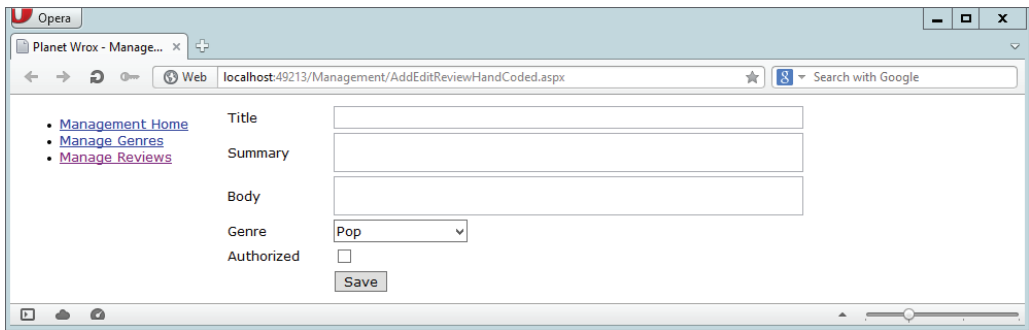 Opera
Planet Wrox - Manage...
Web localhost:49213/Management/AddEditReviewHandCoded.aspx 8 Search with Google
Management Home
Manage Genres
Manage Reviews
Title
Summary
Body
Genre Pop
Authorized
Save